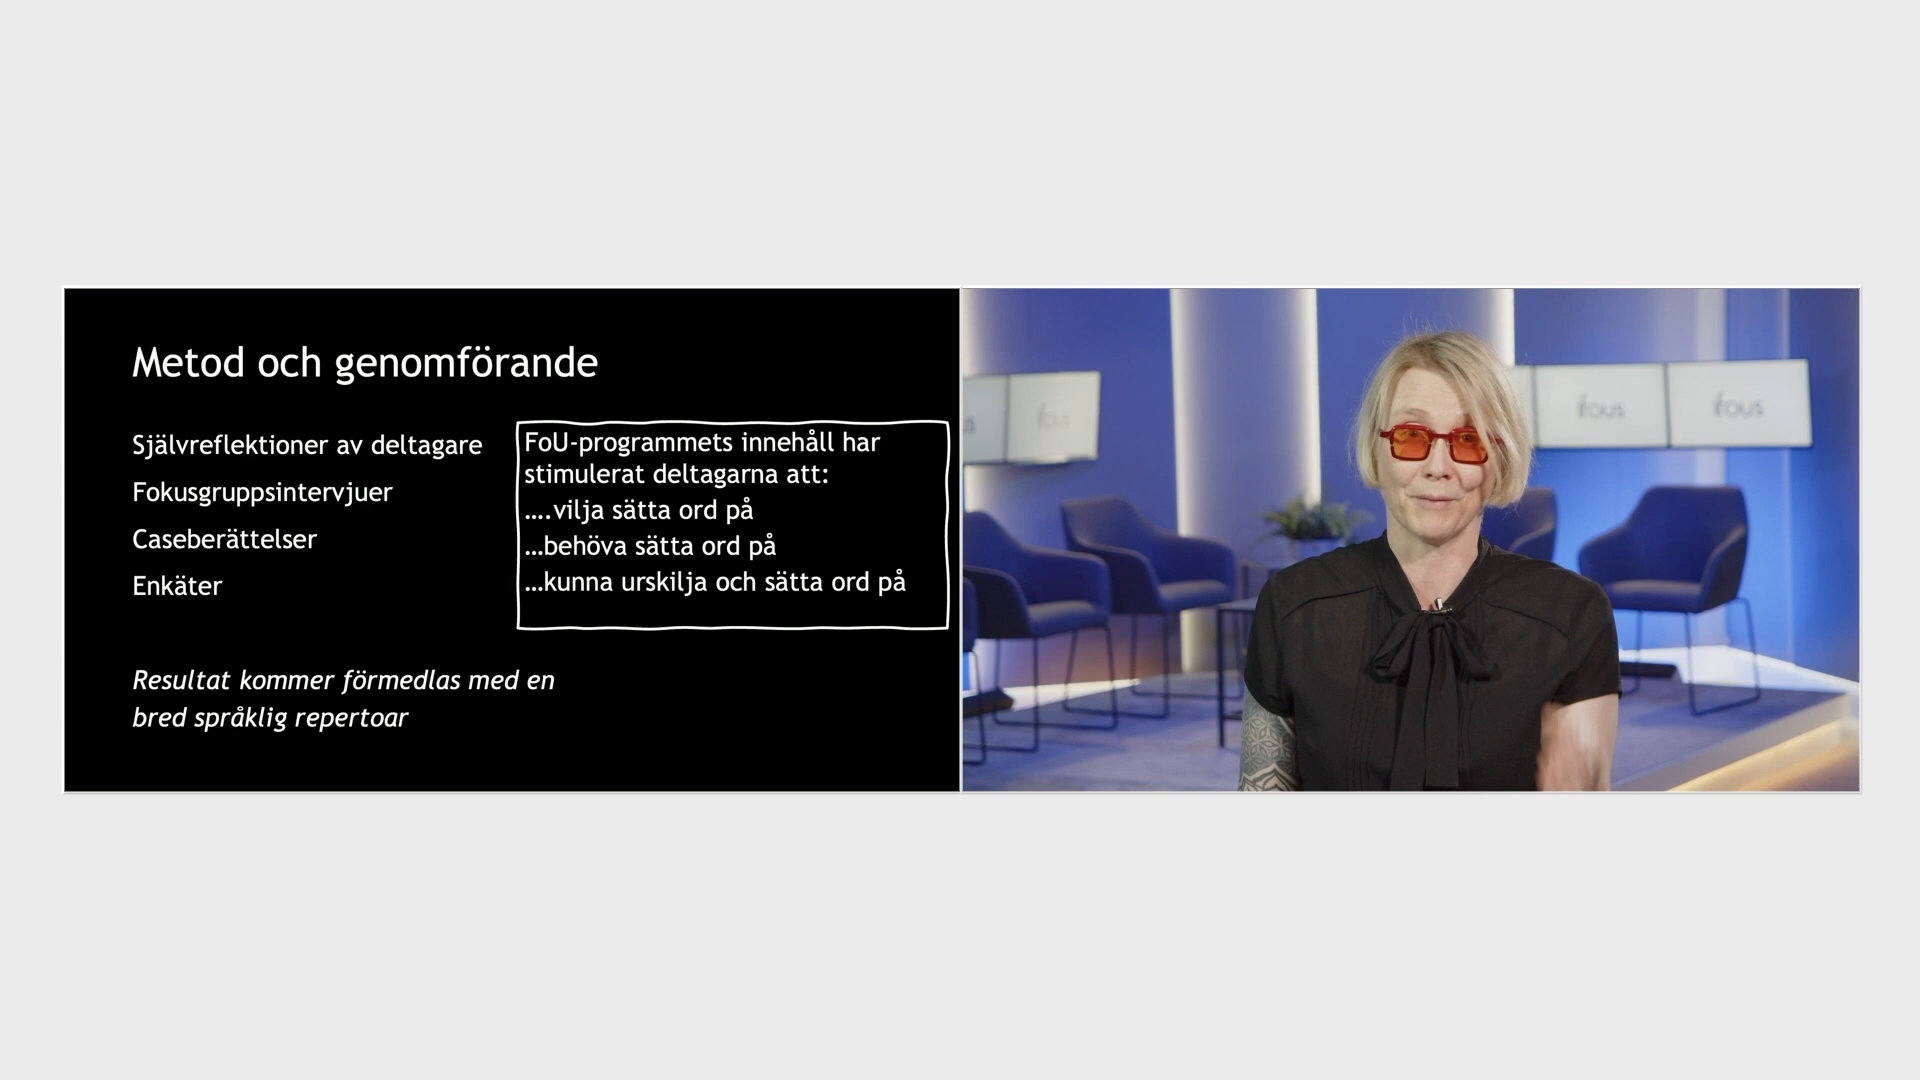 Metod och genomförande
Självreflektioner av deltagare
Fokusgruppsintervjuer
Caseberättelser
Enkäter
FoU-programmets innehåll har
stimulerat deltagarna att:
....vilja sätta ord på
...behöva sätta ord på
...kunna urskilja och sätta ord på
Resultat kommer förmedlas med en
bred språklig repertoar
ifous
ifous